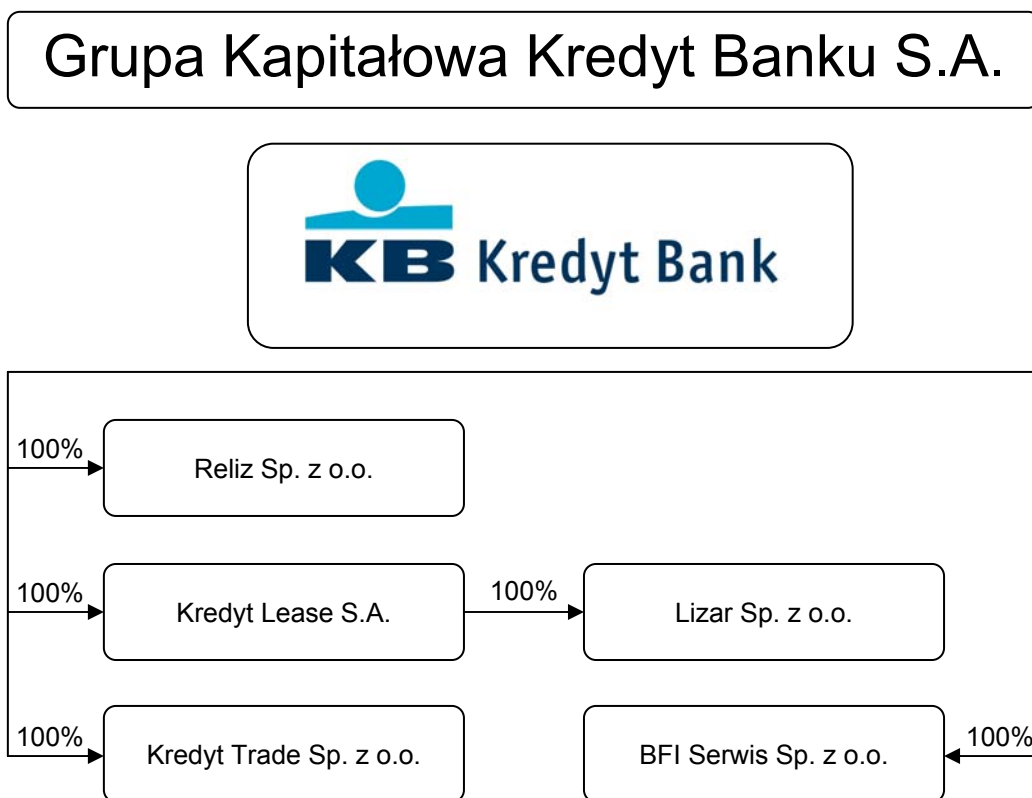 Grupa Kapitałowa Kredyt Banku S.A.
KB Kredyt Bank
100%
Reliz Sp. z o.o.
100%
Kredyt Lease S.A.
100%
Lizar Sp. z o.o.
100%
Kredyt Trade Sp. z o.o.
BFI Serwis Sp. z o.o.
100%